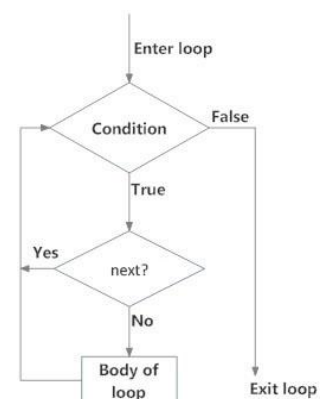 Enter loop
Condition
False
True
Yes
next?
No
Body of
loop
Exit loop